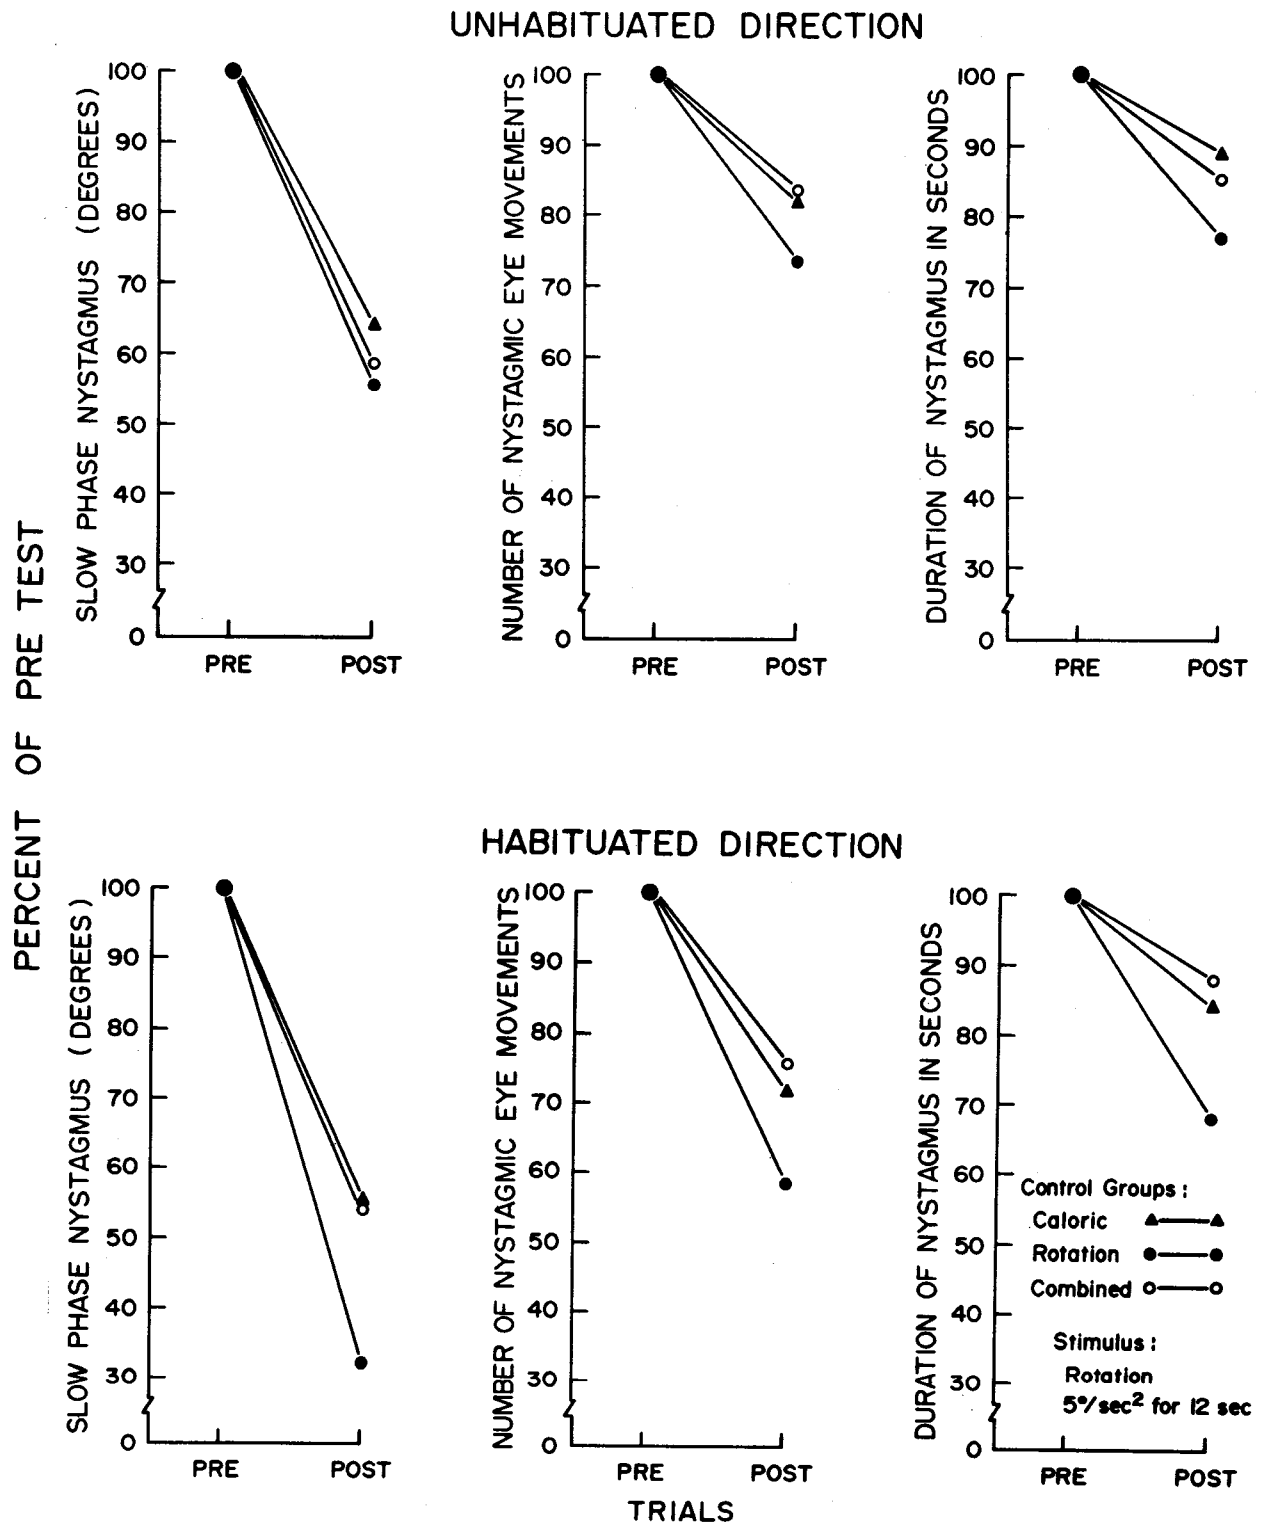 UNHABITUATED DIRECTION
PERCENT OF PRE TEST
SLOW PHASE NYSTAGMUS (DEGREES)
100
90
80
70
60
50
40
30
0
PRE POST
NUMBER OF NYSTAGMIC EYE MOVEMENTS
100
90
80
70
60
50
40
30
0
PRE POST
DURATION OF NYSTAGMUS IN SECONDS
100
90
80
70
60
50
40
30
0
PRE POST
HABITUATED DIRECTION
SLOW PHASE NYSTAGMUS (DEGREES)
100
90
80
70
60
50
40
30
0
PRE POST
NUMBER OF NYSTAGMIC EYE MOVEMENTS
100
90
80
70
60
50
40
30
0
PRE POST
TRIALS
DURATION OF NYSTAGMUS IN SECONDS
100
90
80
70
60
50
40
30
0
PRE POST
Control Groups:
Caloric
Rotation
Combined
Stimulus:
Rotation
5°/sec² for 12 sec